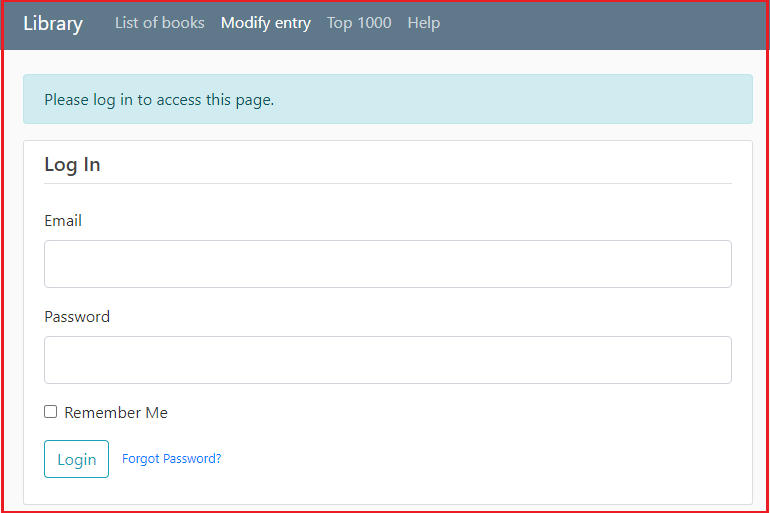 Library List of books Modify entry Top 1000 Help
Please log in to access this page.
Log In
Email
Password
Remember Me
Login Forgot Password?